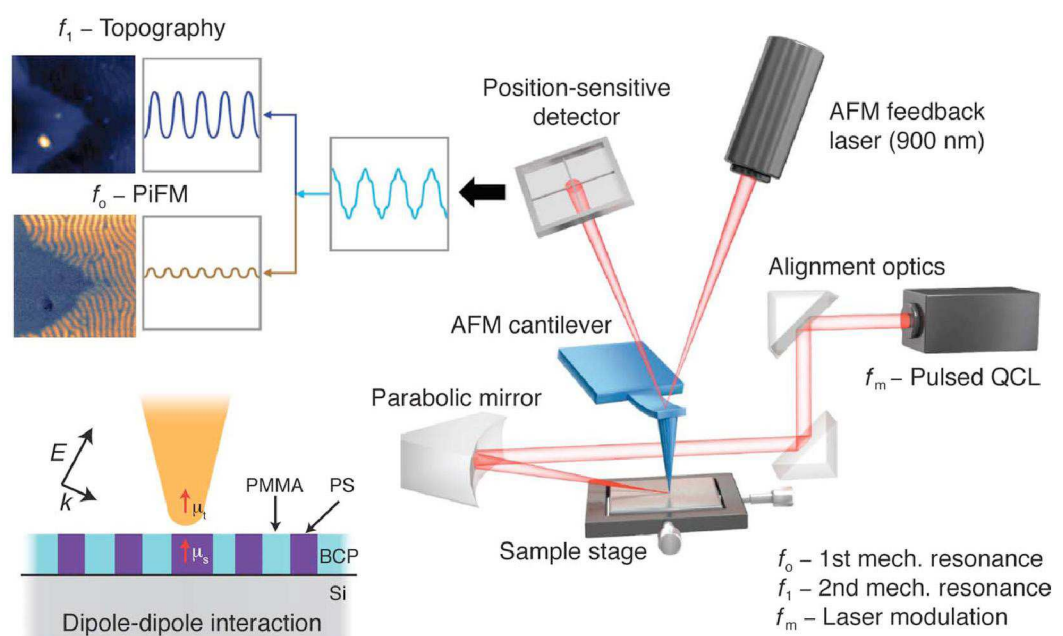 f₁ – Topography
Position-sensitive
detector
AFM feedback
laser (900 nm)
fₒ – PiFM
Alignment optics
AFM cantilever
fₘ – Pulsed QCL
Parabolic mirror
E
k
PMMA
PS
μₜ
μₛ
BCP
Si
Sample stage
Dipole-dipole interaction
fₒ – 1st mech. resonance
f₁ – 2nd mech. resonance
fₘ – Laser modulation